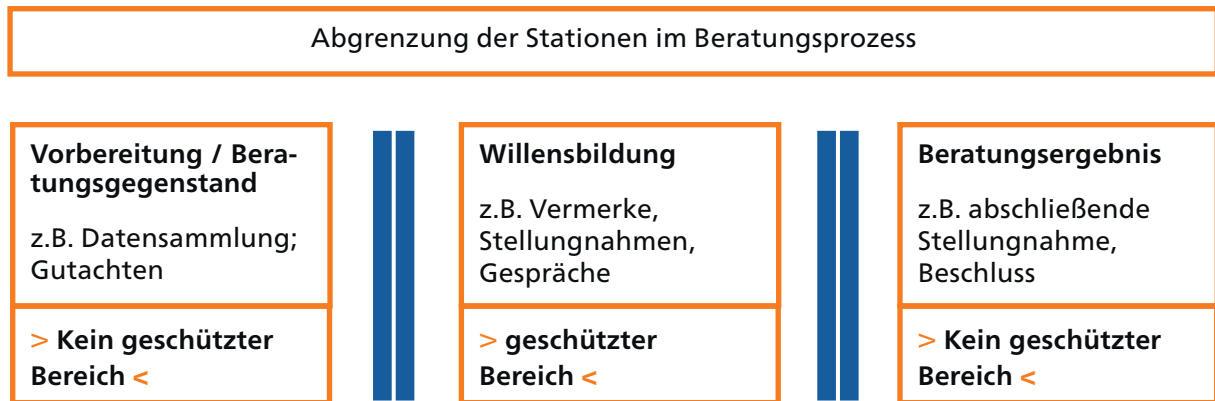 Abgrenzung der Stationen im Beratungsprozess
Vorbereitung / Bera-
tungsgegenstand
z.B. Datensammlung;
Gutachten
> Kein geschützter
Bereich <
Willensbildung
z.B. Vermerke,
Stellungnahmen,
Gespräche
> geschützter
Bereich <
Beratungsergebnis
z.B. abschließende
Stellungnahme,
Beschluss
> Kein geschützter
Bereich <